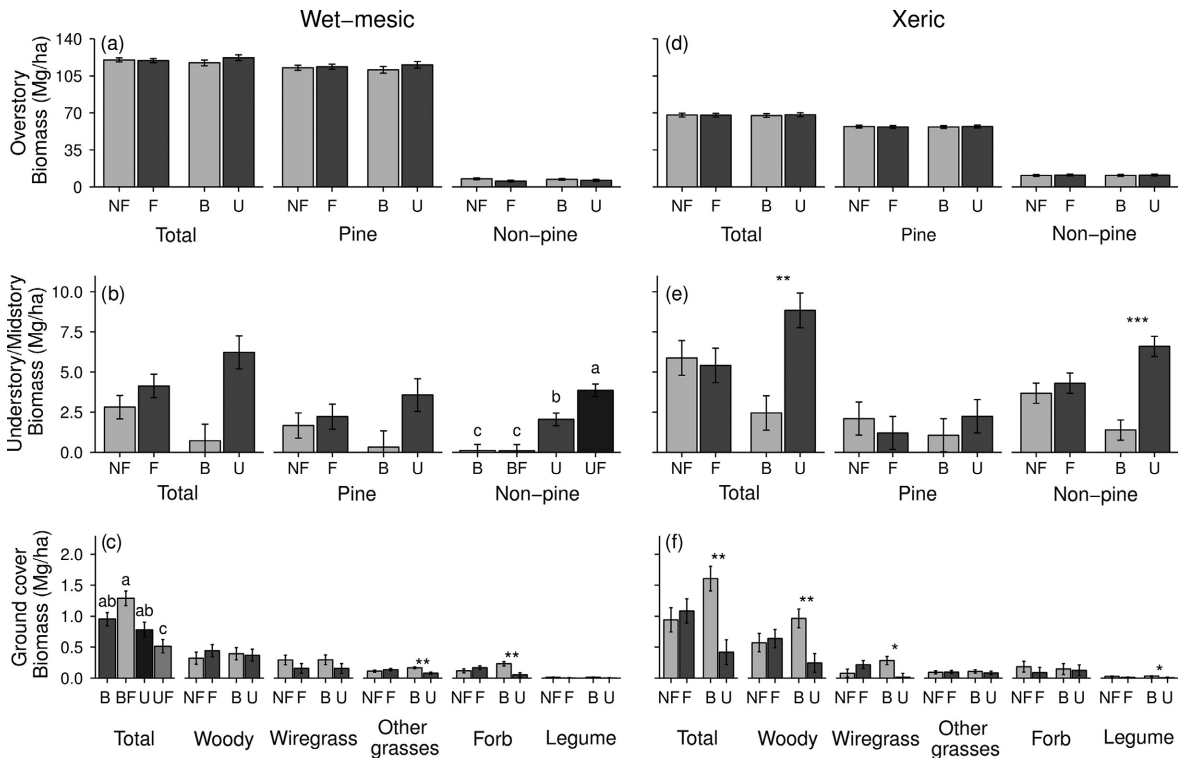 Wet−mesic
Xeric
Overstory
Biomass (Mg/ha)
(a)
140
105
70
35
0
NF F B U NF F B U NF F B U
Total Pine Non−pine
(d)
NF F B U NF F B U NF F B U
Total Pine Non−pine
Understory/Midstory
Biomass (Mg/ha)
(b)
10.0
7.5
5.0
2.5
0.0
c c b a
NF F B U NF F B U B BF U UF
Total Pine Non−pine
(e)
** ***
NF F B U NF F B U NF F B U
Total Pine Non−pine
Ground cover
Biomass (Mg/ha)
(c)
2.0
1.5
1.0
0.5
0.0
ab a ab c ** **
B BF U UF NF F B U NF F B U NF F B U NF F B U NF F B U
Total Woody Wiregrass Other
grasses Forb Legume
(f)
** ** * *
NF F B U NF F B U NF F B U NF F B U NF F B U NF F B U
Total Woody Wiregrass Other
grasses Forb Legume